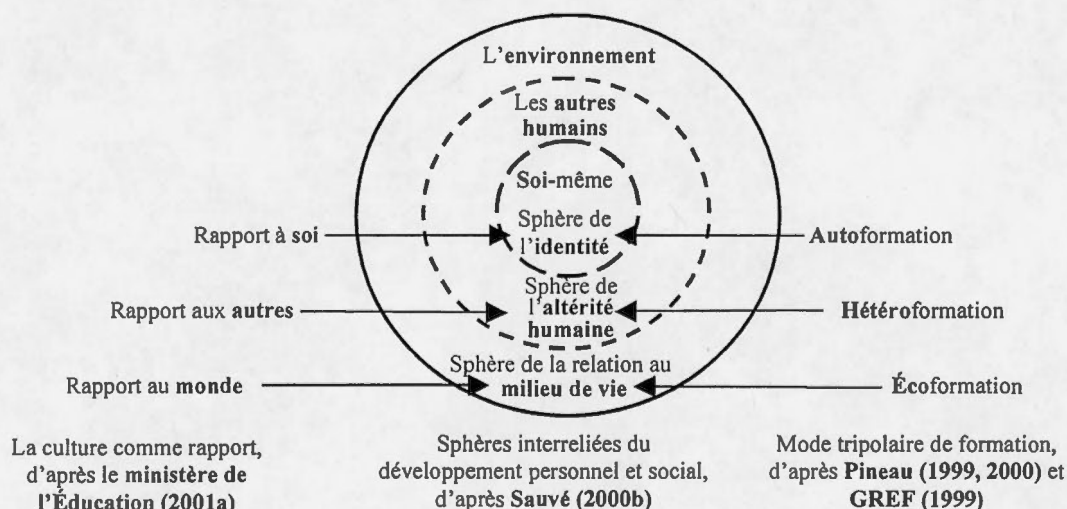 L'environnement
Les autres
humains
Soi-même
Sphère de
l'identité
Rapport à soi
Autoformation
Sphère de
l'altérité
humaine
Rapport aux autres
Hétéroformation
Sphère de la relation au
milieu de vie
Rapport au monde
Écoformation
La culture comme rapport,
d'après le ministère de
l'Éducation (2001a)
Sphères interreliées du
développement personnel et social,
d'après Sauvé (2000b)
Mode tripolaire de formation,
d'après Pineau (1999, 2000) et
GREF (1999)